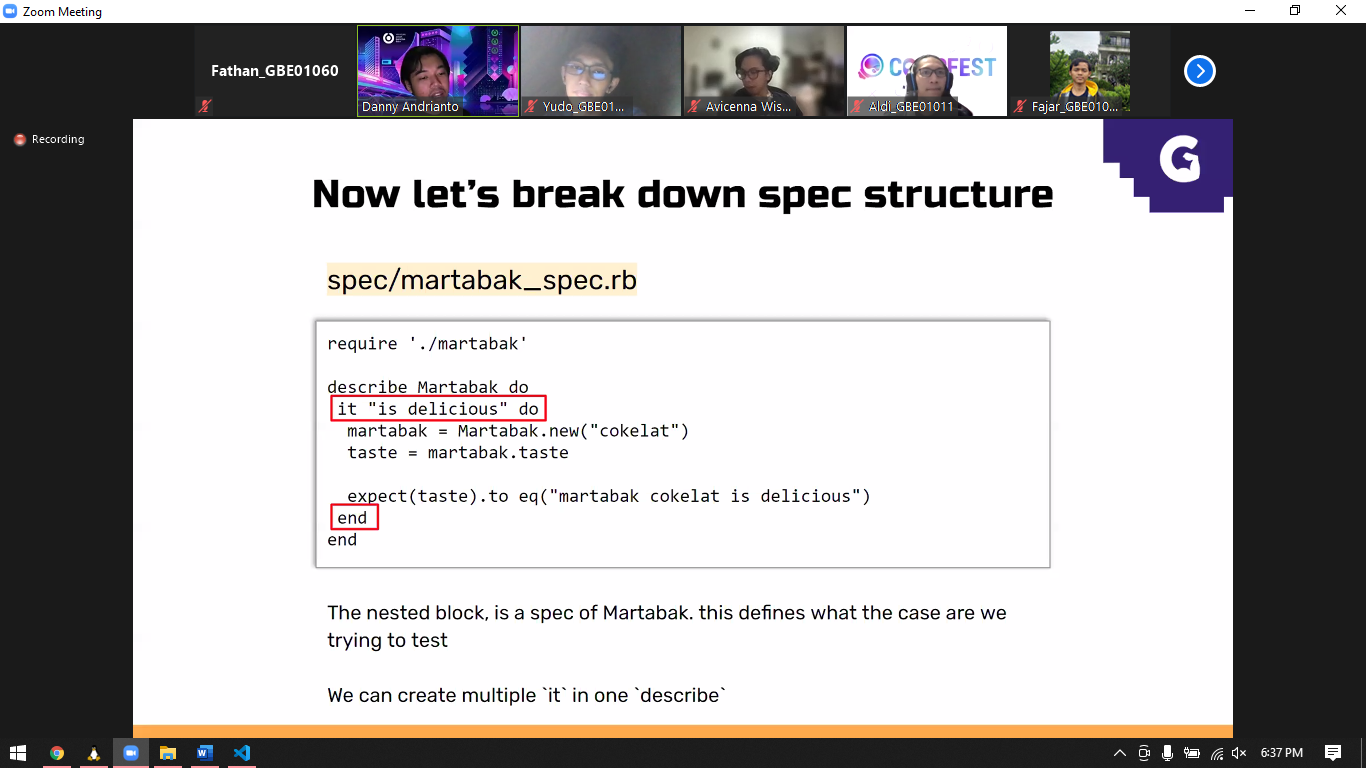 Zoom Meeting
Fathan_GBE01060
Danny Andrianto
Yudo_GBE01...
Avicenna Wis...
Aldi_GBE01011
Fajar_GBE010...
Recording
G
Now let's break down spec structure
spec/martabak_spec.rb
require './martabak'
describe Martabak do
it "is delicious" do
martabak = Martabak.new("cokelat")
taste = martabak.taste
expect(taste).to eq("martabak cokelat is delicious")
end
end
The nested block, is a spec of Martabak. this defines what the case are we
trying to test
We can create multiple `it` in one `describe`
6:37 PM